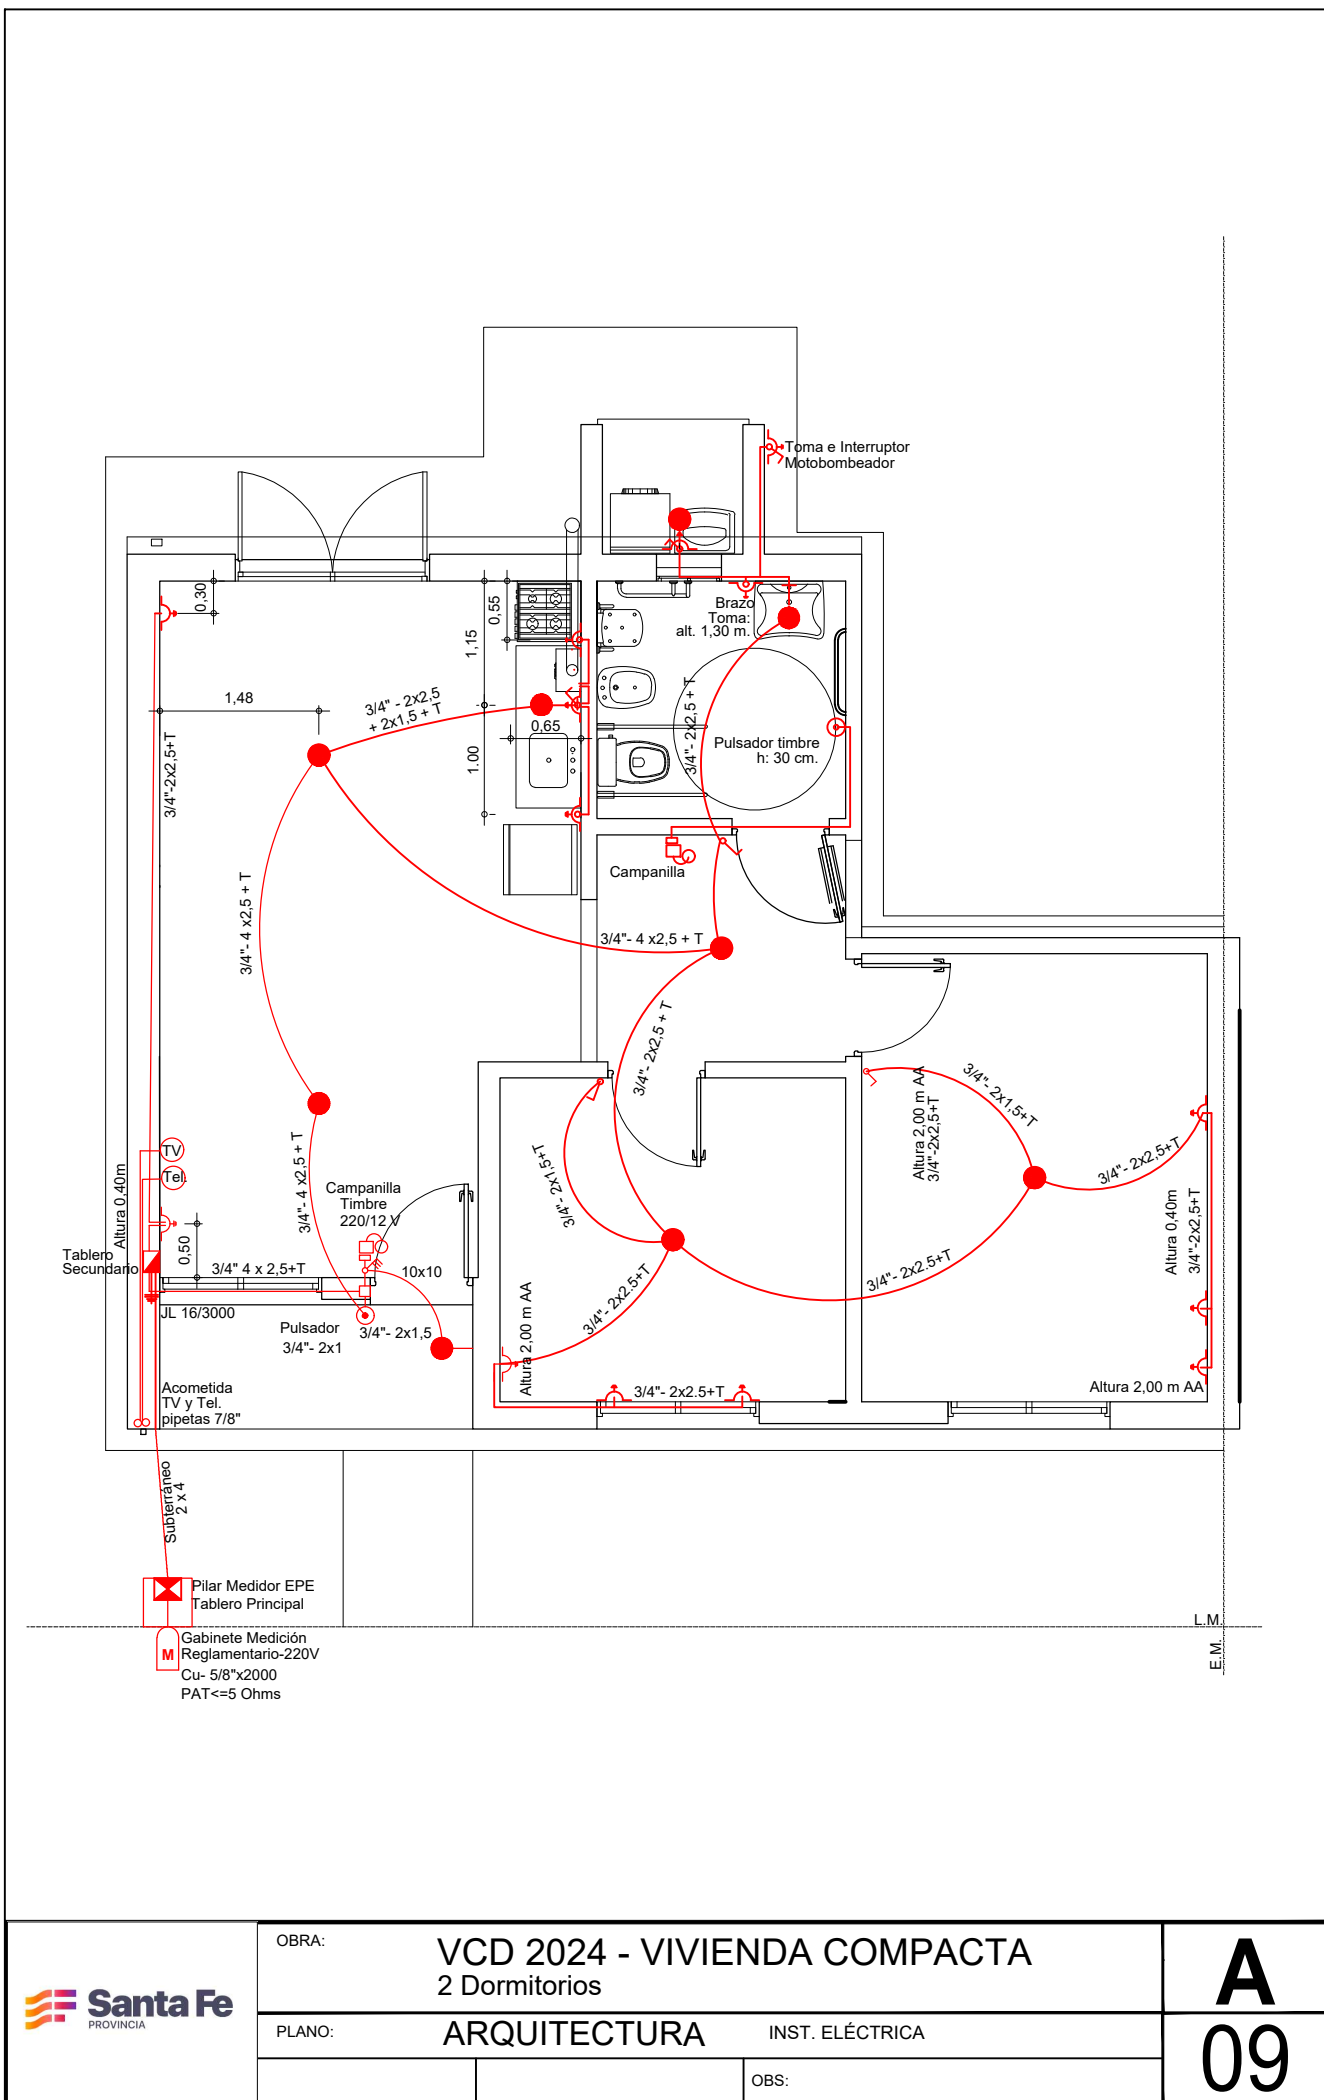 Toma e Interruptor
Motobombeador
0,30
0,55
1,15
Brazo
Toma:
alt. 1,30 m.
1,48
3/4" - 2x2,5
+ 2x1,5 + T
0,65
3/4"- 2x2,5 + T
3/4"-2x2,5+T
1.00
Pulsador timbre
h: 30 cm.
Campanilla
3/4"- 4 x2,5 + T
3/4"- 4 x2,5 + T
3/4"- 2x2,5 + T
Altura 2,00 m AA
3/4"-2x2,5+T
3/4"- 2x1,5+T
3/4"- 2x2,5+T
TV
Tel.
Altura 0,40m
3/4"- 4 x2,5 + T
3/4"- 2x1,5+T
Campanilla
Timbre
220/12 V
Altura 0,40m
3/4"-2x2,5+T
0,50
Tablero
Secundario
3/4" 4 x 2,5+T
10x10
3/4"- 2x2.5+T
3/4"- 2x2.5+T
JL 16/3000
Pulsador
3/4"- 2x1
3/4"- 2x1,5
Altura 2,00 m AA
3/4"- 2x2.5+T
Altura 2,00 m AA
Acometida
TV y Tel.
pipetas 7/8"
Subterráneo
2 x 4
Pilar Medidor EPE
Tablero Principal
L.M.
E.M.
M
Gabinete Medición
Reglamentario-220V
Cu- 5/8"x2000
PAT<=5 Ohms
Santa Fe
PROVINCIA
OBRA:
VCD 2024 - VIVIENDA COMPACTA
2 Dormitorios
A
PLANO:
ARQUITECTURA
INST. ELÉCTRICA
09
OBS: